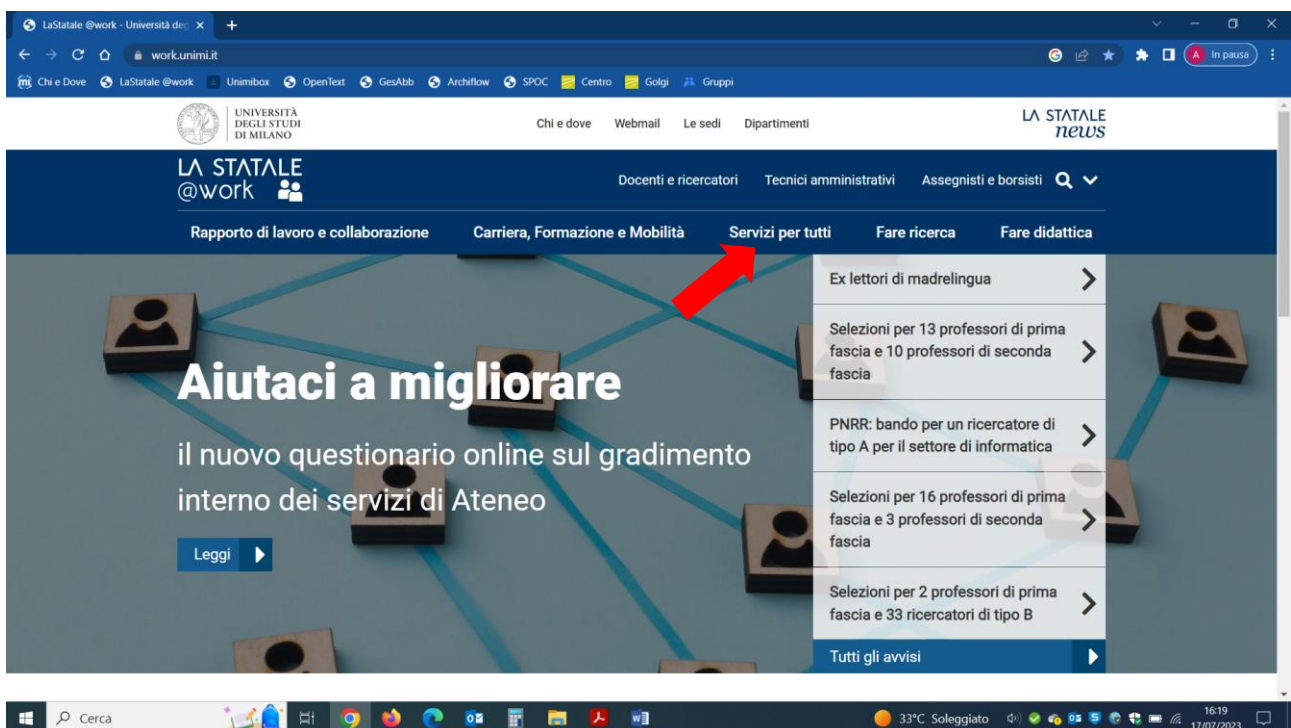 LaStatale @work - Università deg
work.unimi.it
A In pausa
Chi e Dove LaStatale @work Unimibox OpenText GesAbb Archiflow SPOC Centro Golgi Gruppi
UNIVERSITÀ
DEGLI STUDI
DI MILANO
Chi e dove Webmail Le sedi Dipartimenti
LA STATALE
news
LA STATALE
@work
Docenti e ricercatori Tecnici amministrativi Assegnisti e borsisti
Rapporto di lavoro e collaborazione Carriera, Formazione e Mobilità Servizi per tutti Fare ricerca Fare didattica
Aiutaci a migliorare
il nuovo questionario online sul gradimento
interno dei servizi di Ateneo
Leggi
Ex lettori di madrelingua
Selezioni per 13 professori di prima
fascia e 10 professori di seconda
fascia
PNRR: bando per un ricercatore di
tipo A per il settore di informatica
Selezioni per 16 professori di prima
fascia e 3 professori di seconda
fascia
Selezioni per 2 professori di prima
fascia e 33 ricercatori di tipo B
Tutti gli avvisi
Cerca
33°C Soleggiato
16:19
17/07/2023